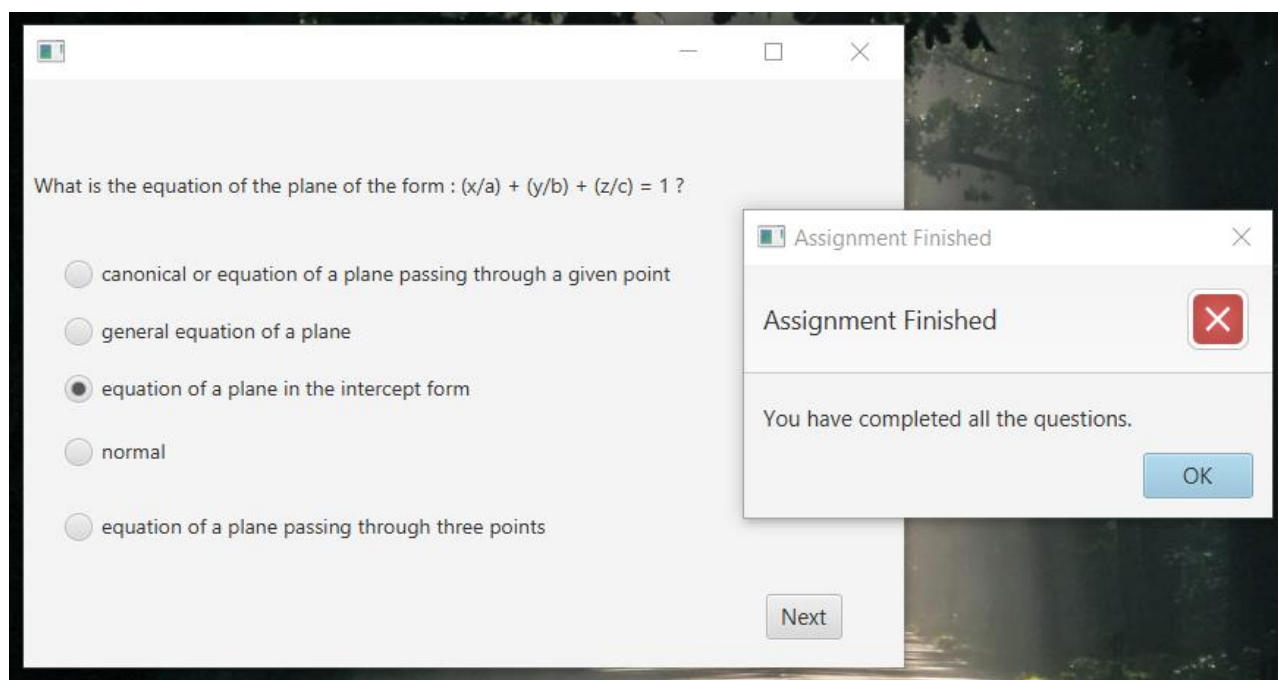 What is the equation of the plane of the form : (x/a) + (y/b) + (z/c) = 1 ?
canonical or equation of a plane passing through a given point
general equation of a plane
equation of a plane in the intercept form
normal
equation of a plane passing through three points
Next
Assignment Finished
Assignment Finished
You have completed all the questions.
OK